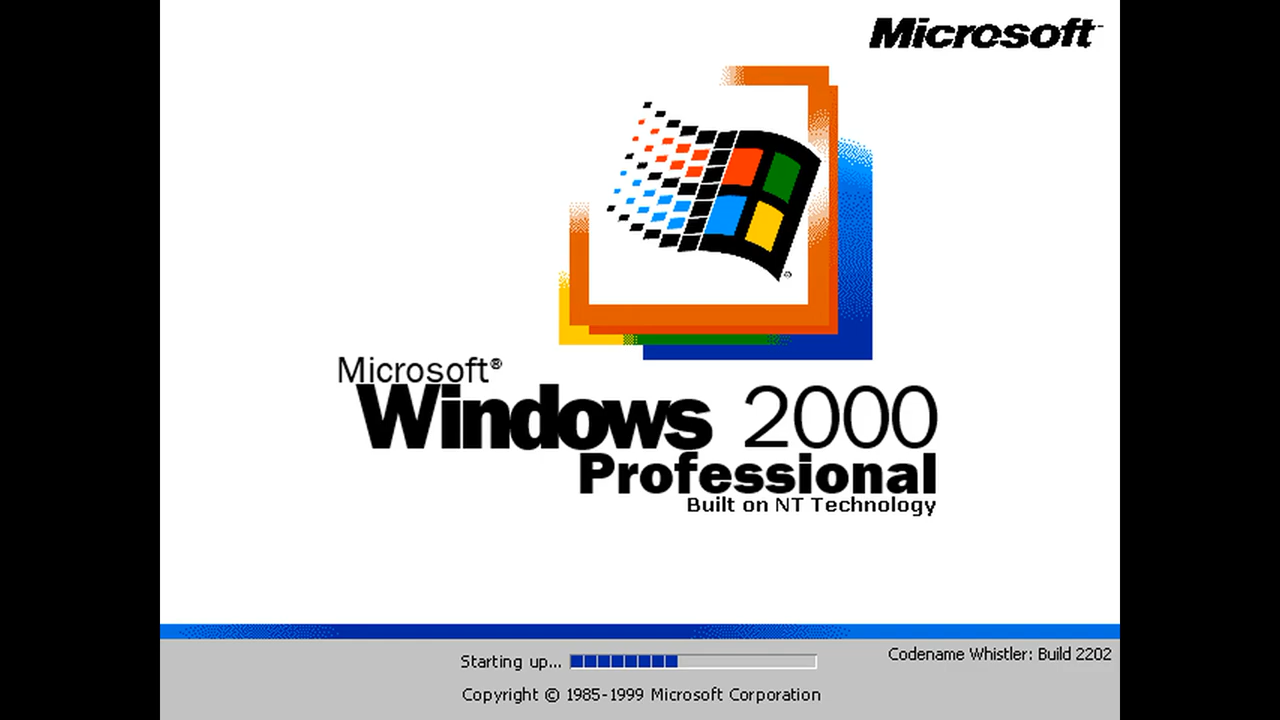 Microsoft
Microsoft®
Windows 2000
Professional
Built on NT Technology
Starting up...
Codename Whistler: Build 2202
Copyright © 1985-1999 Microsoft Corporation